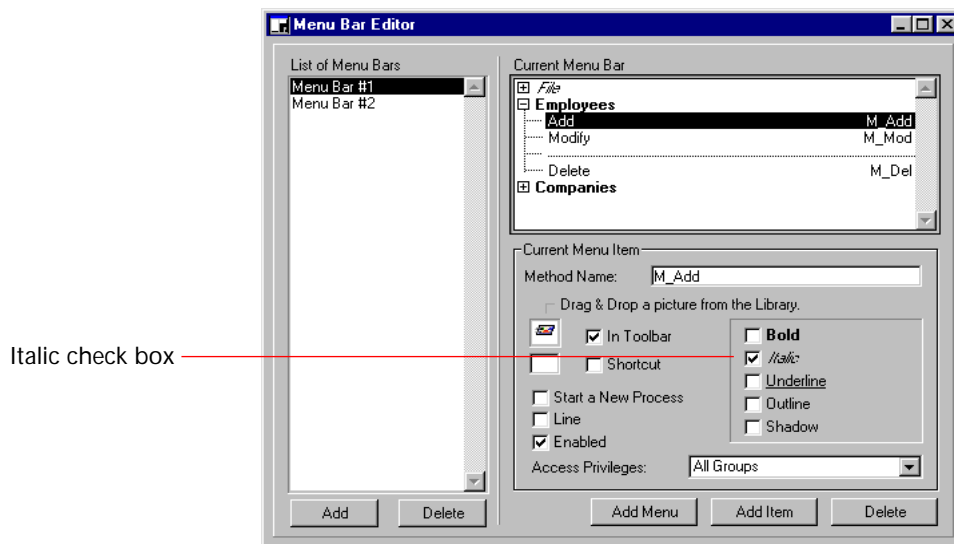 Menu Bar Editor
List of Menu Bars
Menu Bar #1
Menu Bar #2
Add
Delete
Current Menu Bar
File
Employees
Add M_Add
Modify M_Mod
Delete M_Del
Companies
Current Menu Item
Method Name: M_Add
Drag & Drop a picture from the Library.
In Toolbar
Shortcut
Start a New Process
Line
Enabled
Bold
Italic
Underline
Outline
Shadow
Access Privileges: All Groups
Add Menu
Add Item
Delete
Italic check box